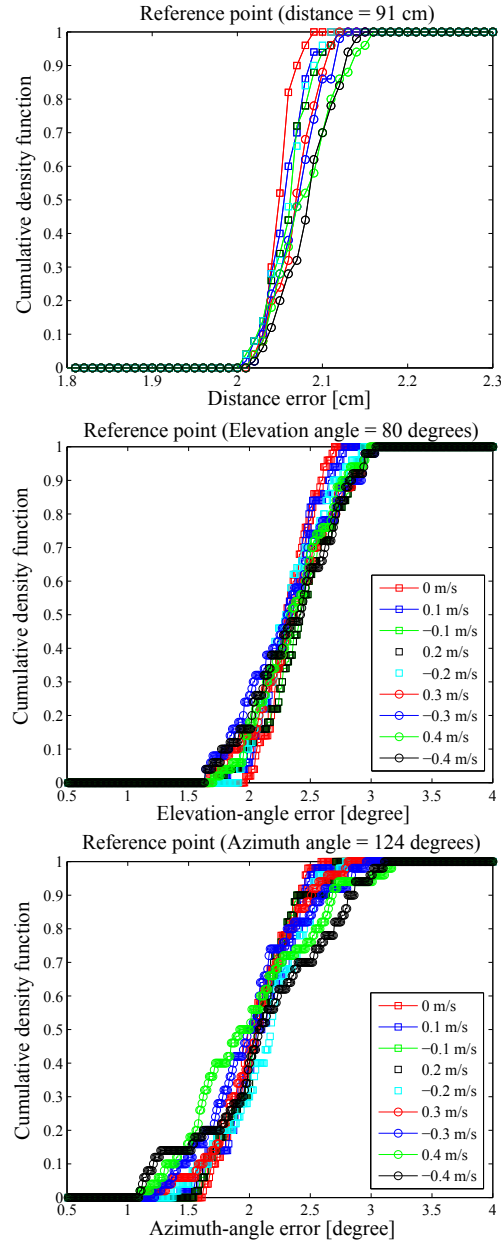 Reference point (distance = 91 cm)
Cumulative density function
1
0.9
0.8
0.7
0.6
0.5
0.4
0.3
0.2
0.1
0
1.8 1.9 2 2.1 2.2 2.3
Distance error [cm]
Reference point (Elevation angle = 80 degrees)
Cumulative density function
1
0.9
0.8
0.7
0.6
0.5
0.4
0.3
0.2
0.1
0
0 m/s
0.1 m/s
−0.1 m/s
0.2 m/s
−0.2 m/s
0.3 m/s
−0.3 m/s
0.4 m/s
−0.4 m/s
0.5 1 1.5 2 2.5 3 3.5 4
Elevation-angle error [degree]
Reference point (Azimuth angle = 124 degrees)
Cumulative density function
1
0.9
0.8
0.7
0.6
0.5
0.4
0.3
0.2
0.1
0
0 m/s
0.1 m/s
−0.1 m/s
0.2 m/s
−0.2 m/s
0.3 m/s
−0.3 m/s
0.4 m/s
−0.4 m/s
0.5 1 1.5 2 2.5 3 3.5 4
Azimuth-angle error [degree]